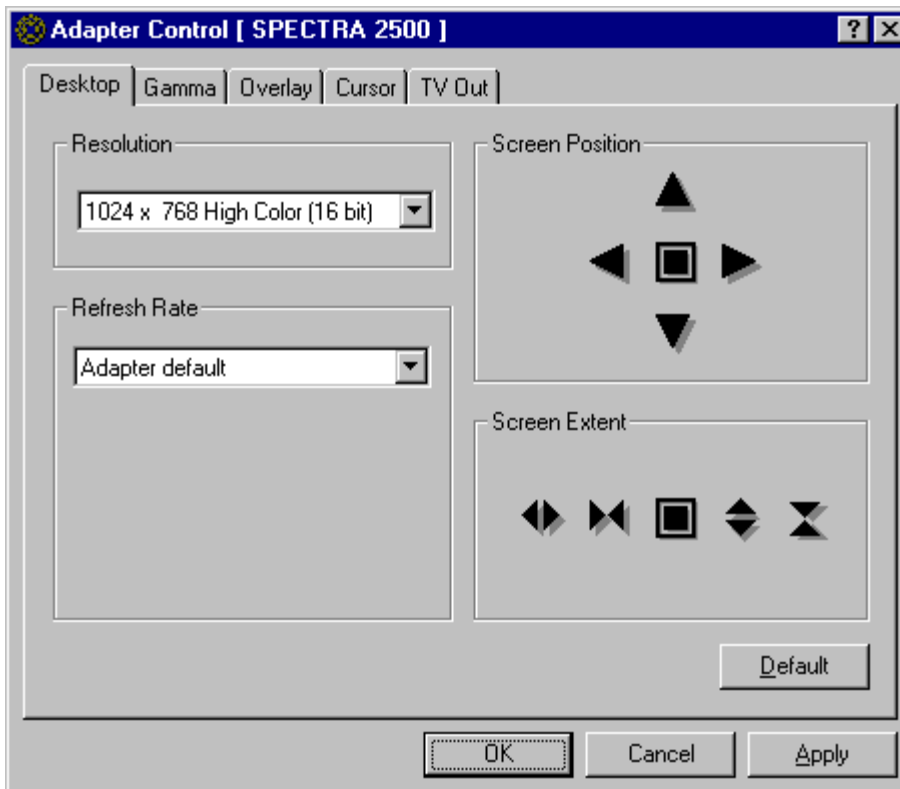 Adapter Control [ SPECTRA 2500 ]
Desktop Gamma Overlay Cursor TV Out
Resolution
1024 x  768 High Color (16 bit)
Refresh Rate
Adapter default
Screen Position
Screen Extent
Default
OK Cancel Apply